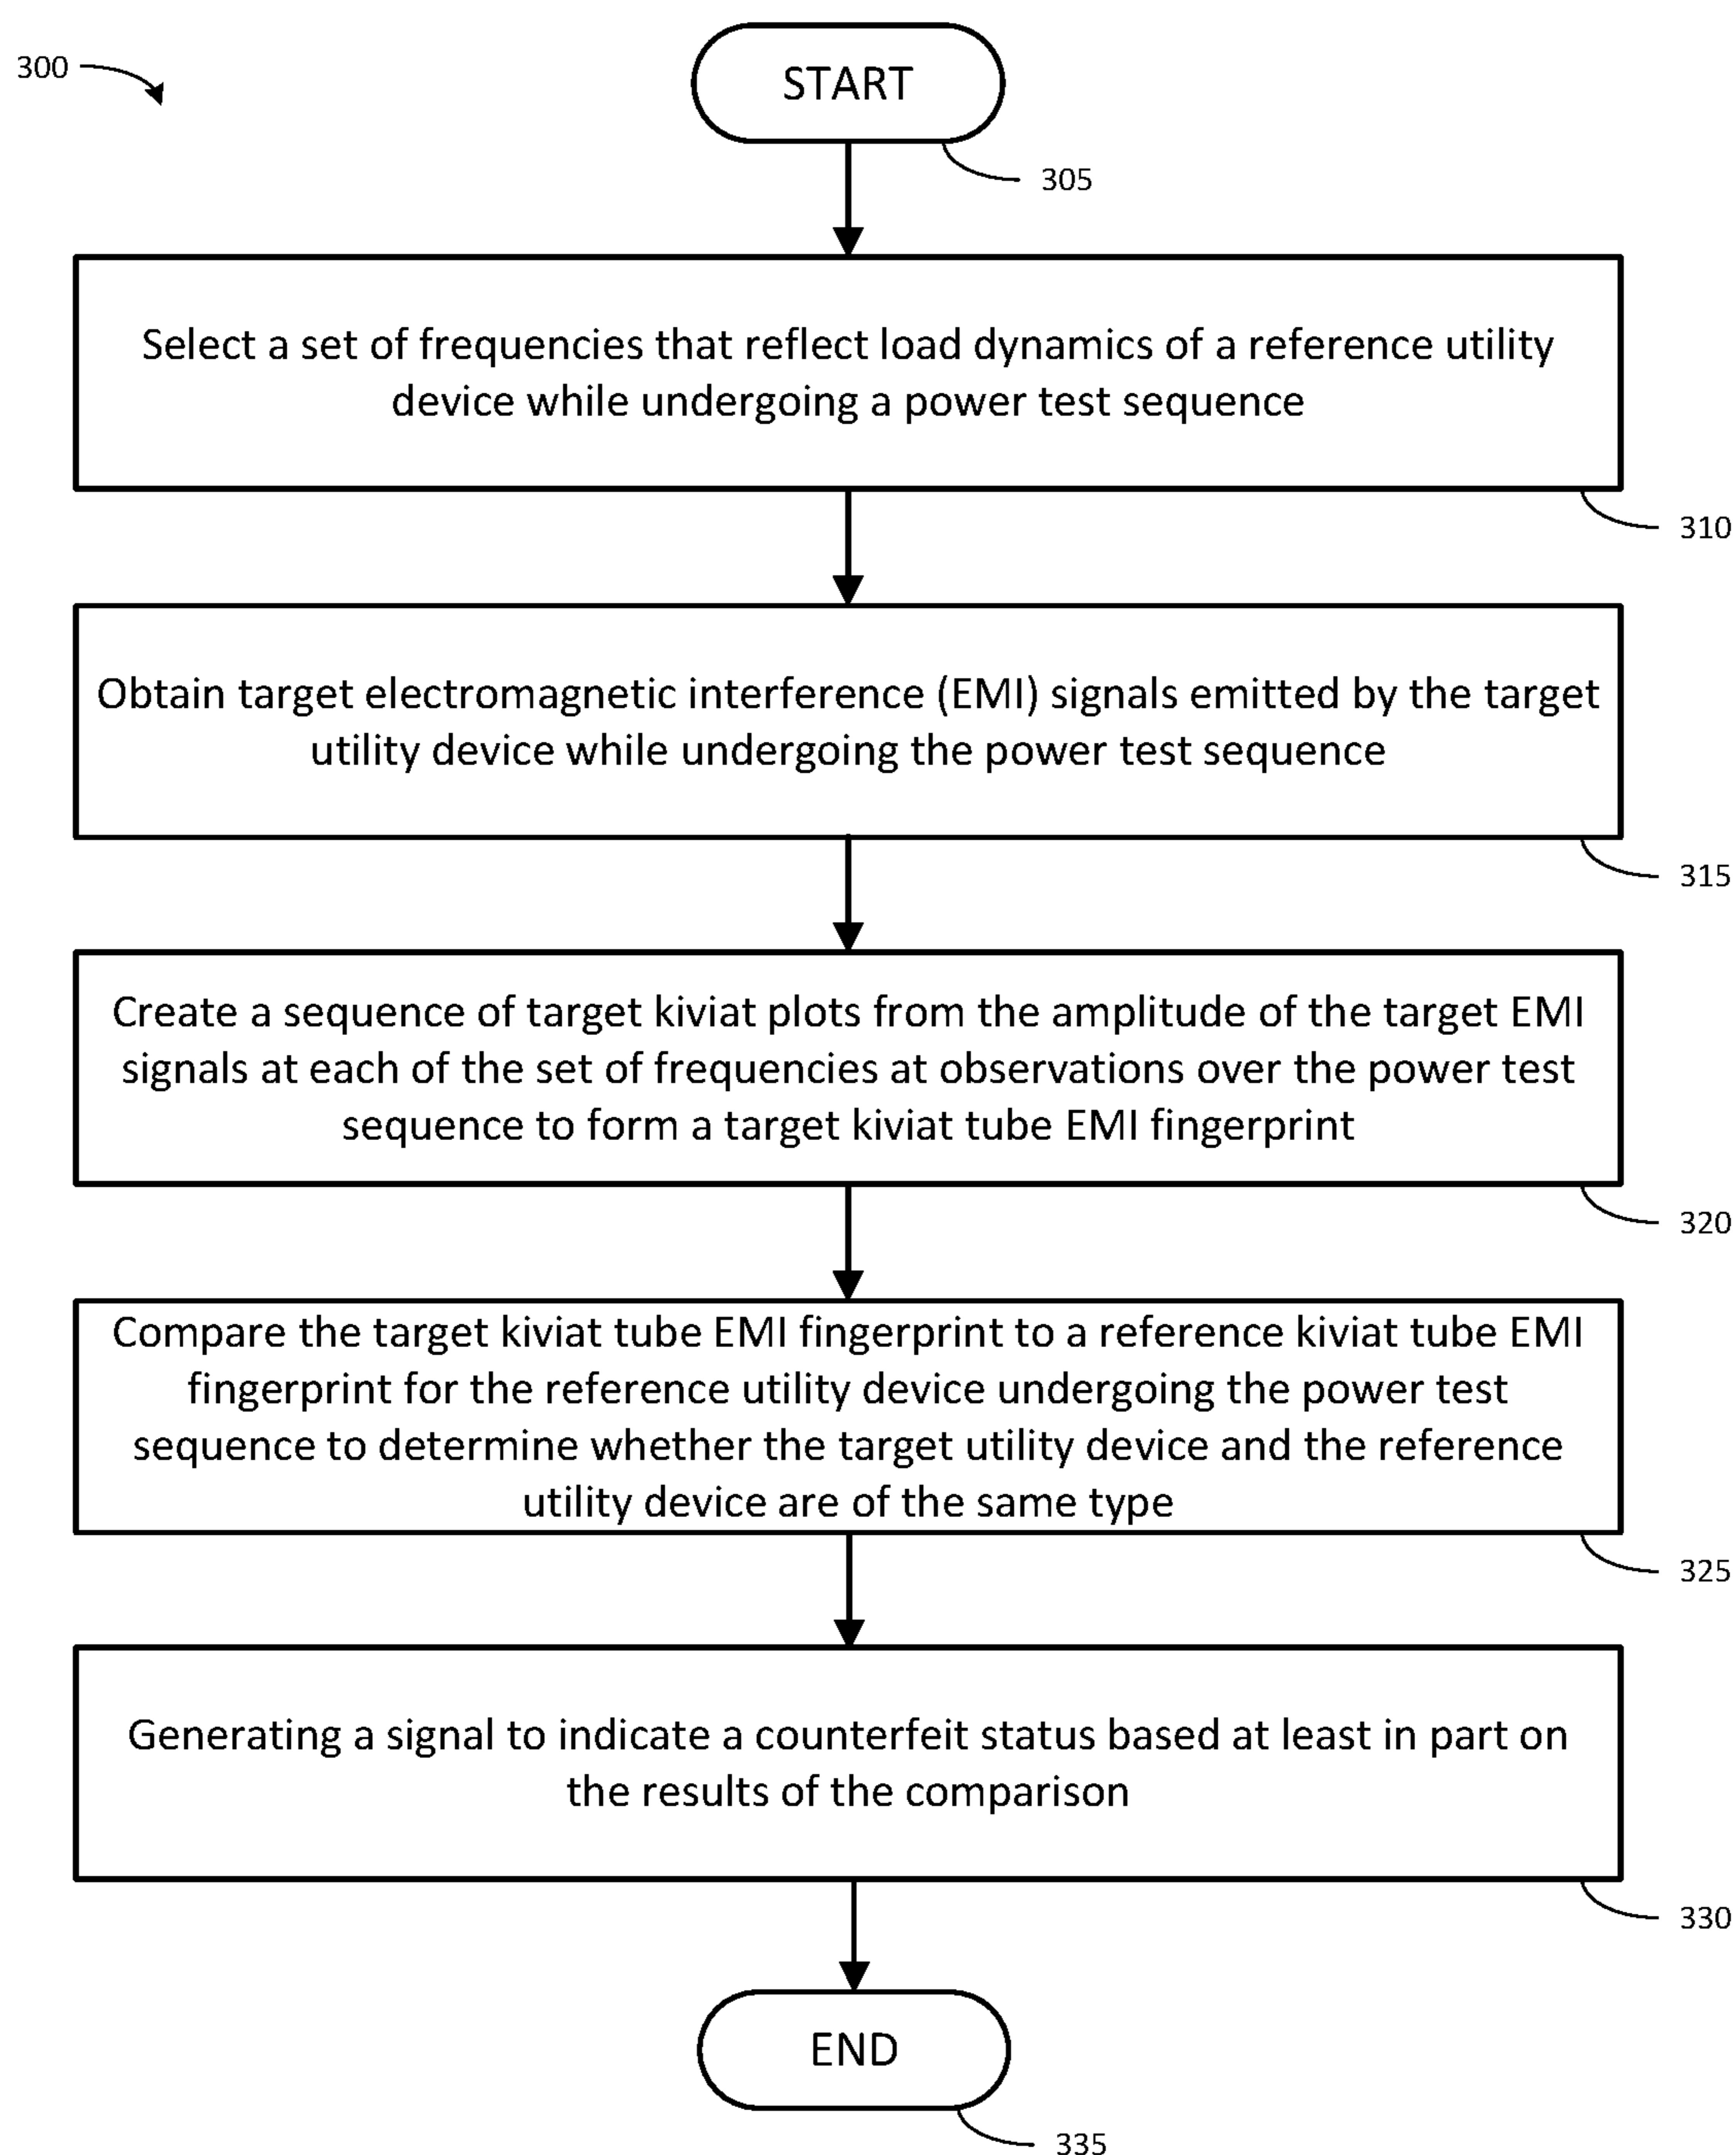 300
START
305
Select a set of frequencies that reflect load dynamics of a reference utility
device while undergoing a power test sequence
310
Obtain target electromagnetic interference (EMI) signals emitted by the target
utility device while undergoing the power test sequence
315
Create a sequence of target kiviat plots from the amplitude of the target EMI
signals at each of the set of frequencies at observations over the power test
sequence to form a target kiviat tube EMI fingerprint
320
Compare the target kiviat tube EMI fingerprint to a reference kiviat tube EMI
fingerprint for the reference utility device undergoing the power test
sequence to determine whether the target utility device and the reference
utility device are of the same type
325
Generating a signal to indicate a counterfeit status based at least in part on
the results of the comparison
330
END
335